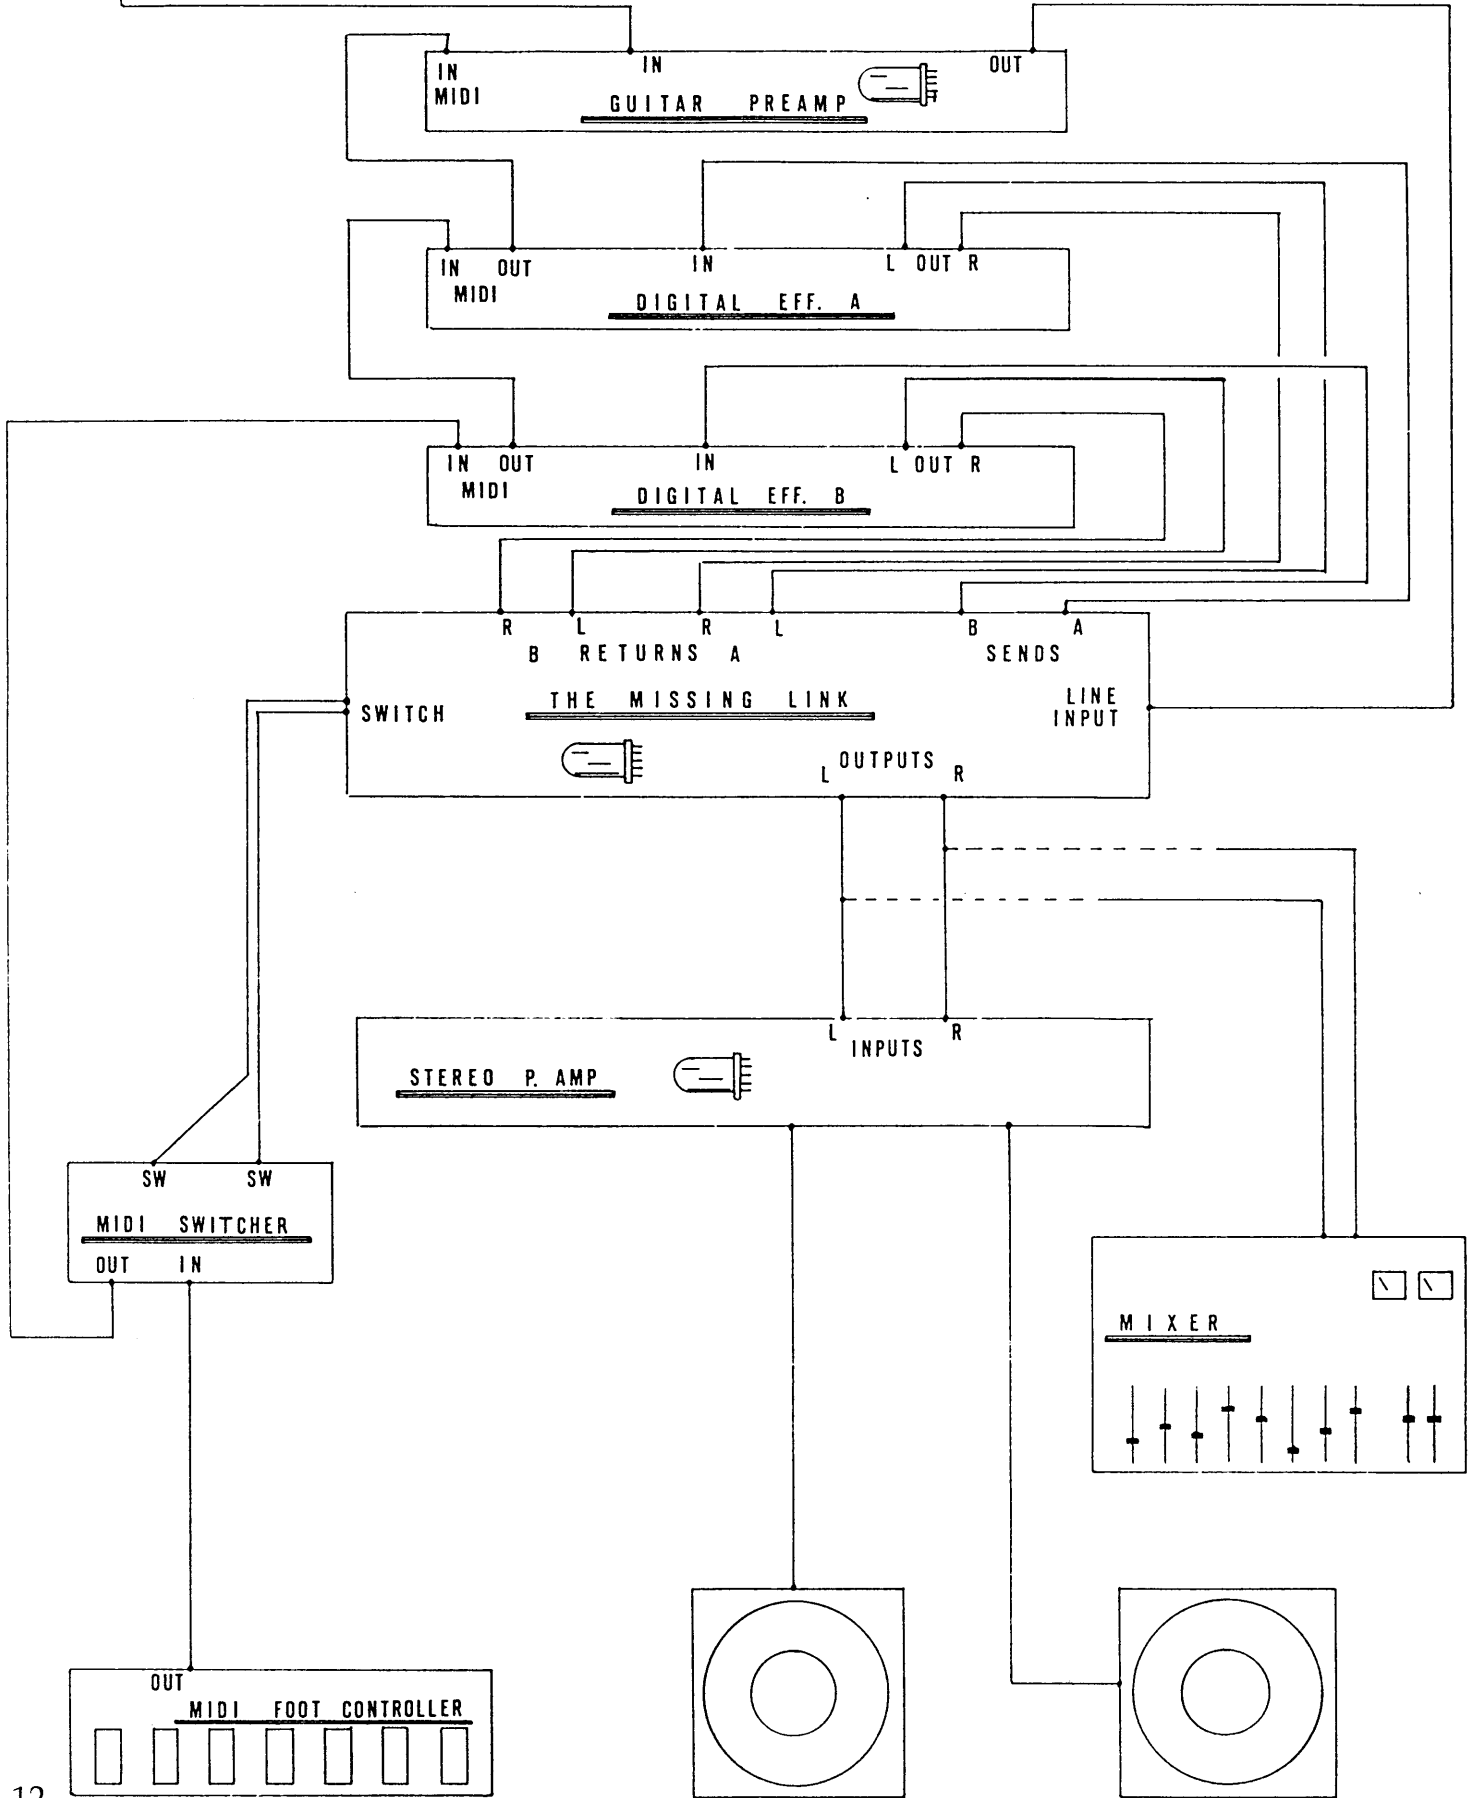 IN IN OUT
MIDI
GUITAR PREAMP
IN OUT IN L OUT R
MIDI
DIGITAL EFF. A
IN OUT IN L OUT R
MIDI
DIGITAL EFF. B
R L R L B A
B RETURNS A SENDS
THE MISSING LINK LINE
SWITCH INPUT
OUTPUTS
L R
L R
INPUTS
STEREO P. AMP
SW SW
MIDI SWITCHER
OUT IN
MIXER
OUT
MIDI FOOT CONTROLLER